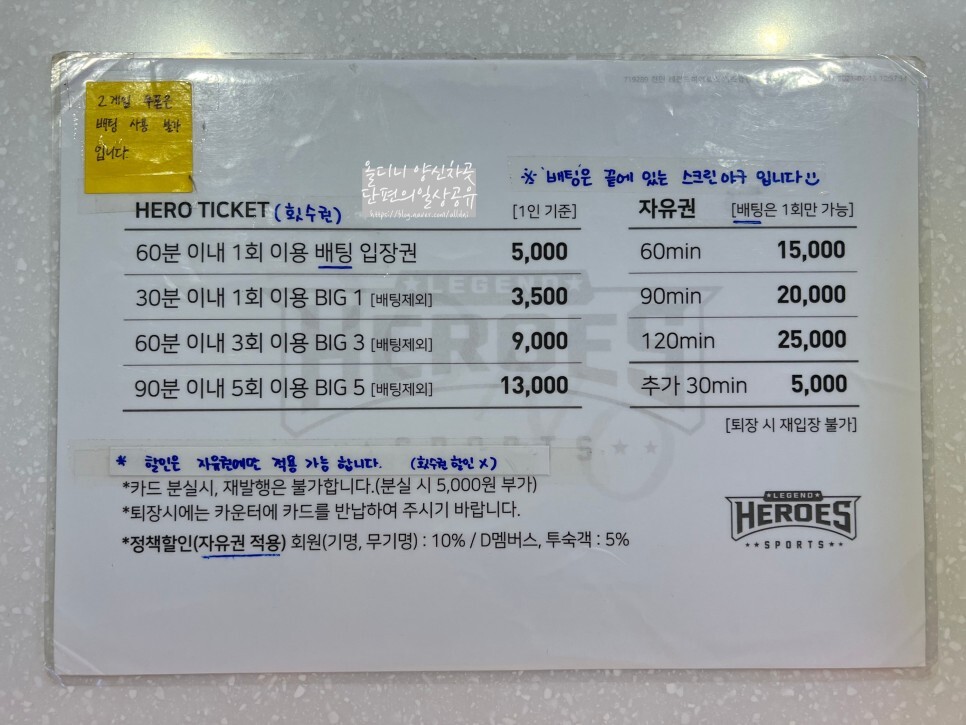 2게임 쿠폰은
배팅 사용 불가
입니다.
올디니 양신차곳
단편의일상공유
※ '배팅'은 끝에 있는 스크린야구 입니다
HERO TICKET (회수권) [1인 기준]
60분 이내 1회 이용 배팅 입장권 5,000
30분 이내 1회 이용 BIG 1 [배팅제외] 3,500
60분 이내 3회 이용 BIG 3 [배팅제외] 9,000
90분 이내 5회 이용 BIG 5 [배팅제외] 13,000
자유권 [배팅은 1회만 가능]
60min 15,000
90min 20,000
120min 25,000
추가 30min 5,000
[퇴장 시 재입장 불가]
LEGEND
HEROES
SPORTS
* 할인은 자유권에만 적용 가능 합니다. (회수권 할인 X)
*카드 분실시, 재발행은 불가합니다.(분실 시 5,000원 부가)
*퇴장시에는 카운터에 카드를 반납하여 주시기 바랍니다.
*정책할인(자유권 적용) 회원(기명, 무기명) : 10% / D멤버스, 투숙객 : 5%
LEGEND
HEROES
SPORTS